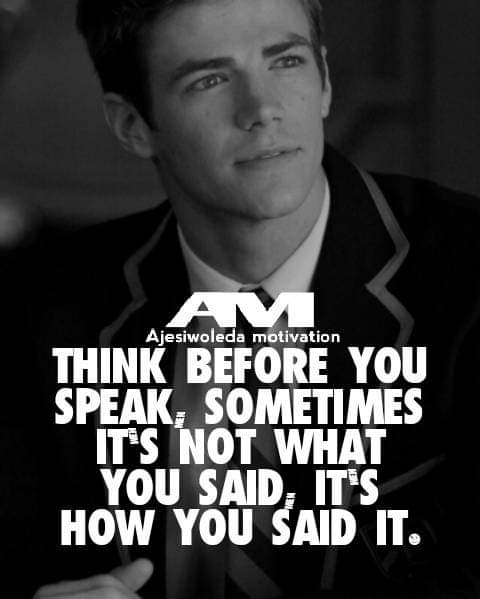 AM
Ajesiwoleda motivation
THINK BEFORE YOU
SPEAK, SOMETIMES
IT'S NOT WHAT
YOU SAID, IT'S
HOW YOU SAID IT.